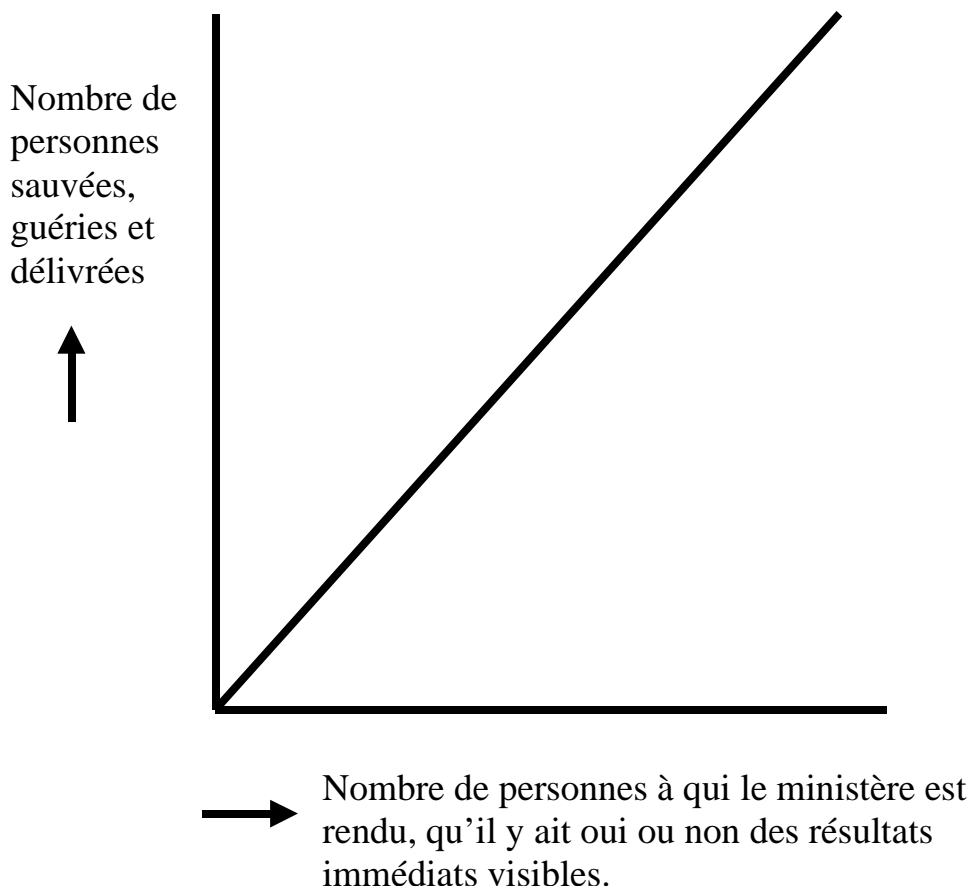 Nombre de
personnes
sauvées,
guéries et
délivrées
Nombre de personnes à qui le ministère est
rendu, qu’il y ait oui ou non des résultats
immédiats visibles.